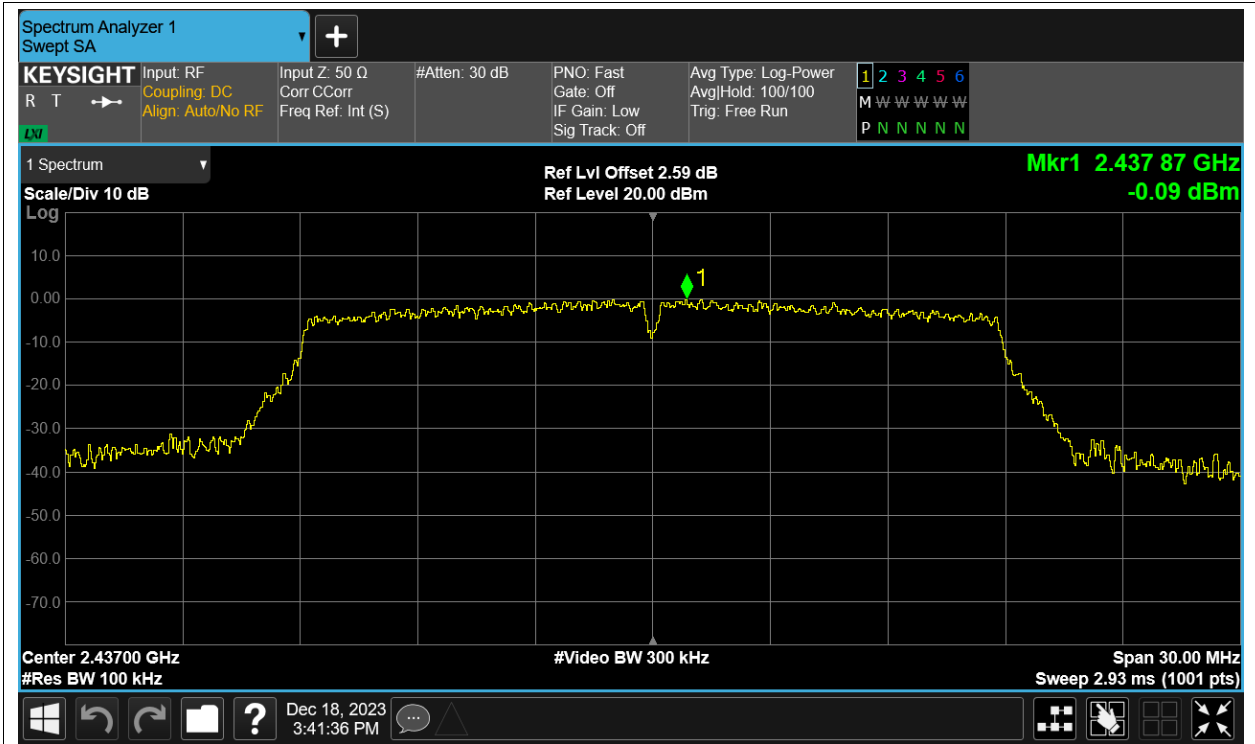 Spectrum Analyzer 1
Swept SA
KEYSIGHT
R T
LXI
Input: RF
Coupling: DC
Align: Auto/No RF
Input Z: 50 Ω
Corr CCorr
Freq Ref: Int (S)
#Atten: 30 dB
PNO: Fast
Gate: Off
IF Gain: Low
Sig Track: Off
Avg Type: Log-Power
Avg|Hold: 100/100
Trig: Free Run
1 2 3 4 5 6
M W W W W W
P N N N N N
1 Spectrum
Scale/Div 10 dB
Log
Ref Lvl Offset 2.59 dB
Ref Level 20.00 dBm
Mkr1 2.437 87 GHz
-0.09 dBm
1
10.0
0.00
-10.0
-20.0
-30.0
-40.0
-50.0
-60.0
-70.0
Center 2.43700 GHz
#Res BW 100 kHz
#Video BW 300 kHz
Span 30.00 MHz
Sweep 2.93 ms (1001 pts)
?
Dec 18, 2023
3:41:36 PM